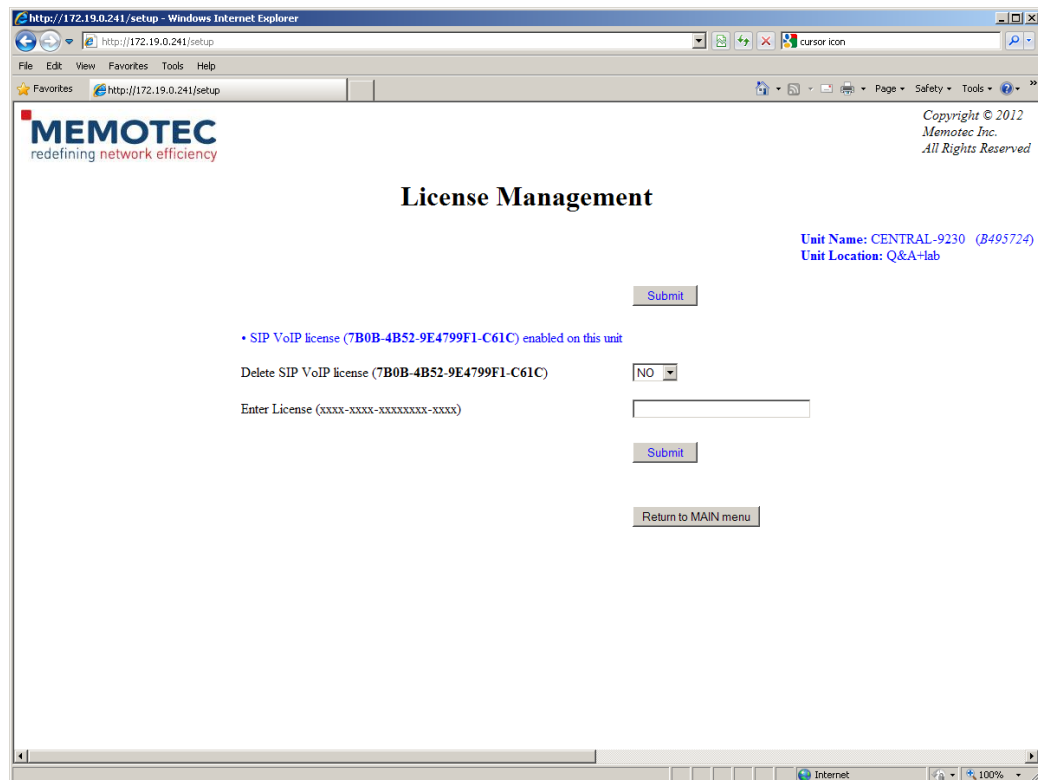 http://172.19.0.241/setup - Windows Internet Explorer
http://172.19.0.241/setup
cursor icon
File Edit View Favorites Tools Help
Favorites http://172.19.0.241/setup Page Safety Tools »
MEMOTEC
redefining network efficiency
Copyright © 2012
Memotec Inc.
All Rights Reserved
License Management
Unit Name: CENTRAL-9230 (B495724)
Unit Location: Q&A+lab
Submit
• SIP VoIP license (7B0B-4B52-9E4799F1-C61C) enabled on this unit
Delete SIP VoIP license (7B0B-4B52-9E4799F1-C61C) NO
Enter License (xxxx-xxxx-xxxxxxxx-xxxx)
Submit
Return to MAIN menu
Internet 100%